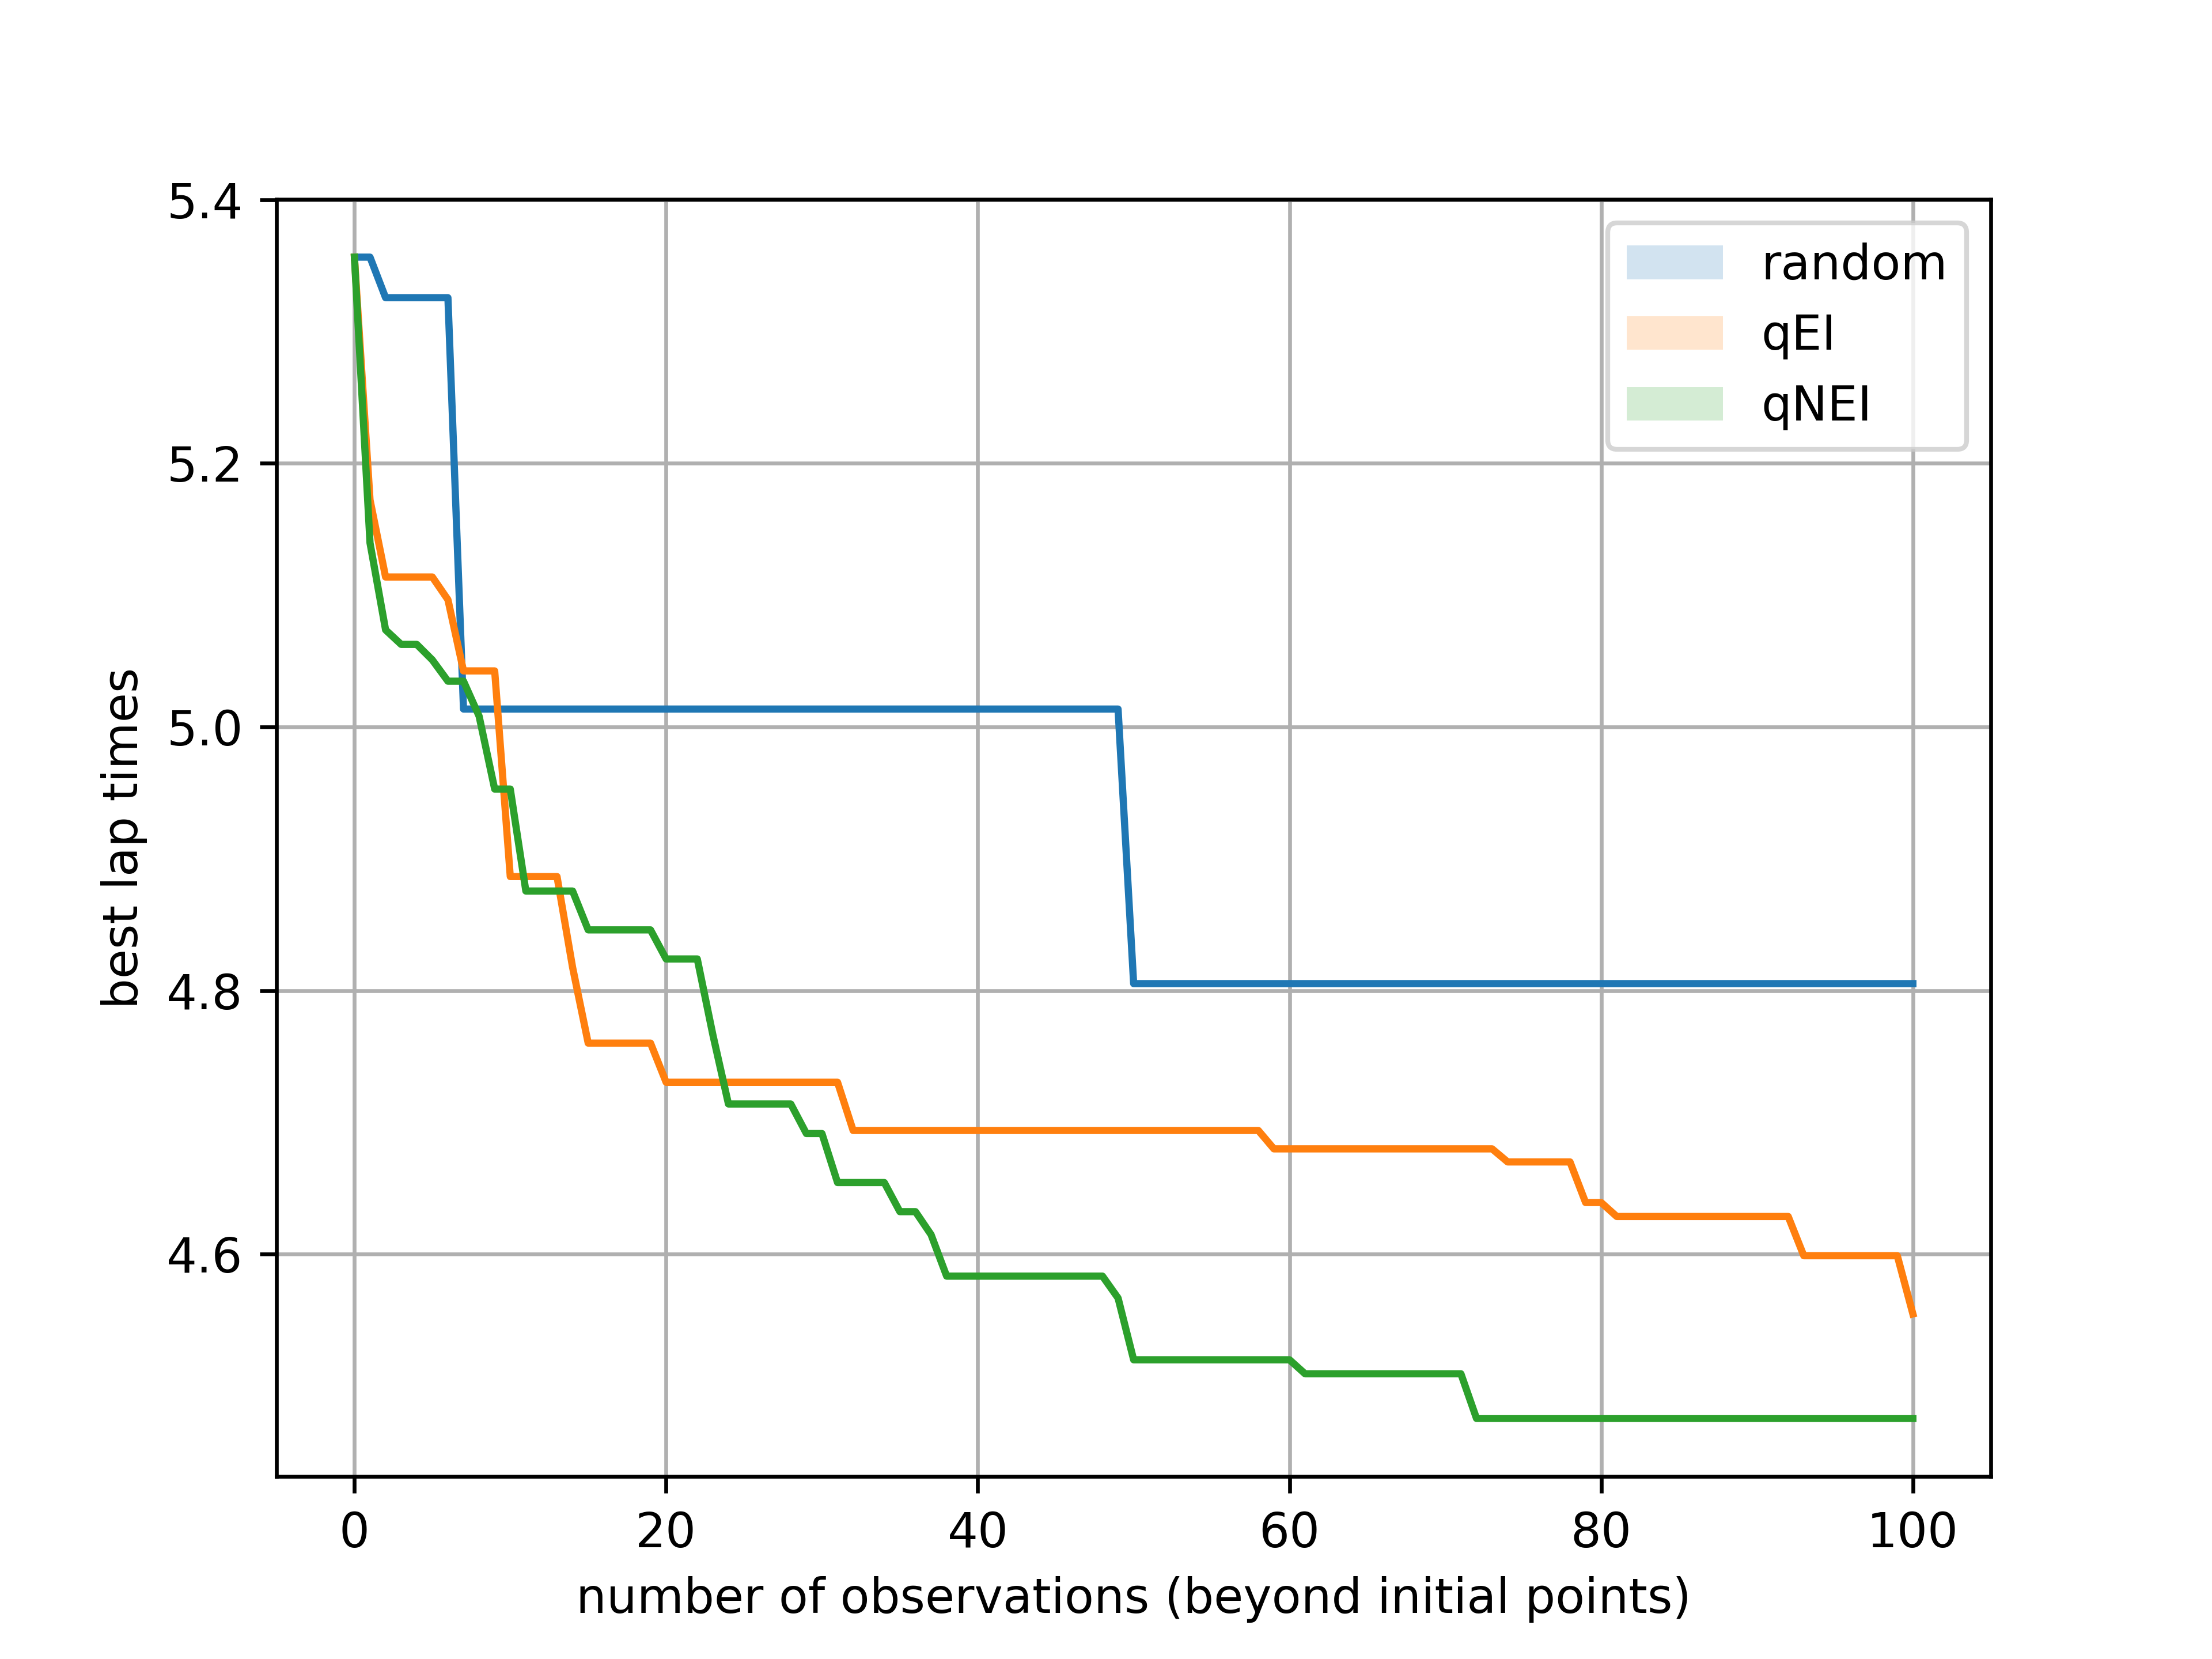 5.4
5.2
5.0
4.8
4.6
best lap times
random
qEI
qNEI
0 20 40 60 80 100
number of observations (beyond initial points)